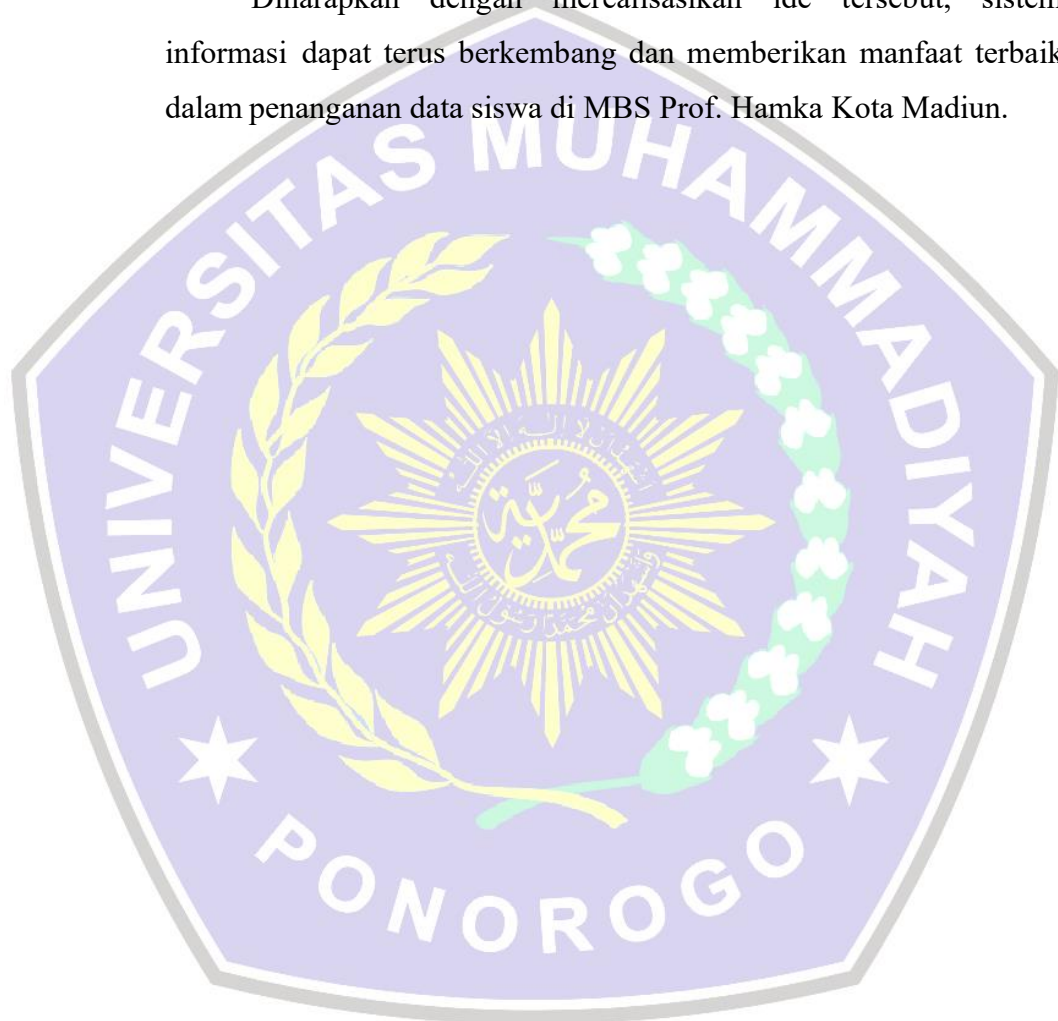 Diharapkan dengan merealisasikan ide tersebut, sistem
informasi dapat terus berkembang dan memberikan manfaat terbaik
dalam penanganan data siswa di MBS Prof. Hamka Kota Madiun.
UNIVERSITAS MUHAMMADIYAH
PONOROGO
محمدية